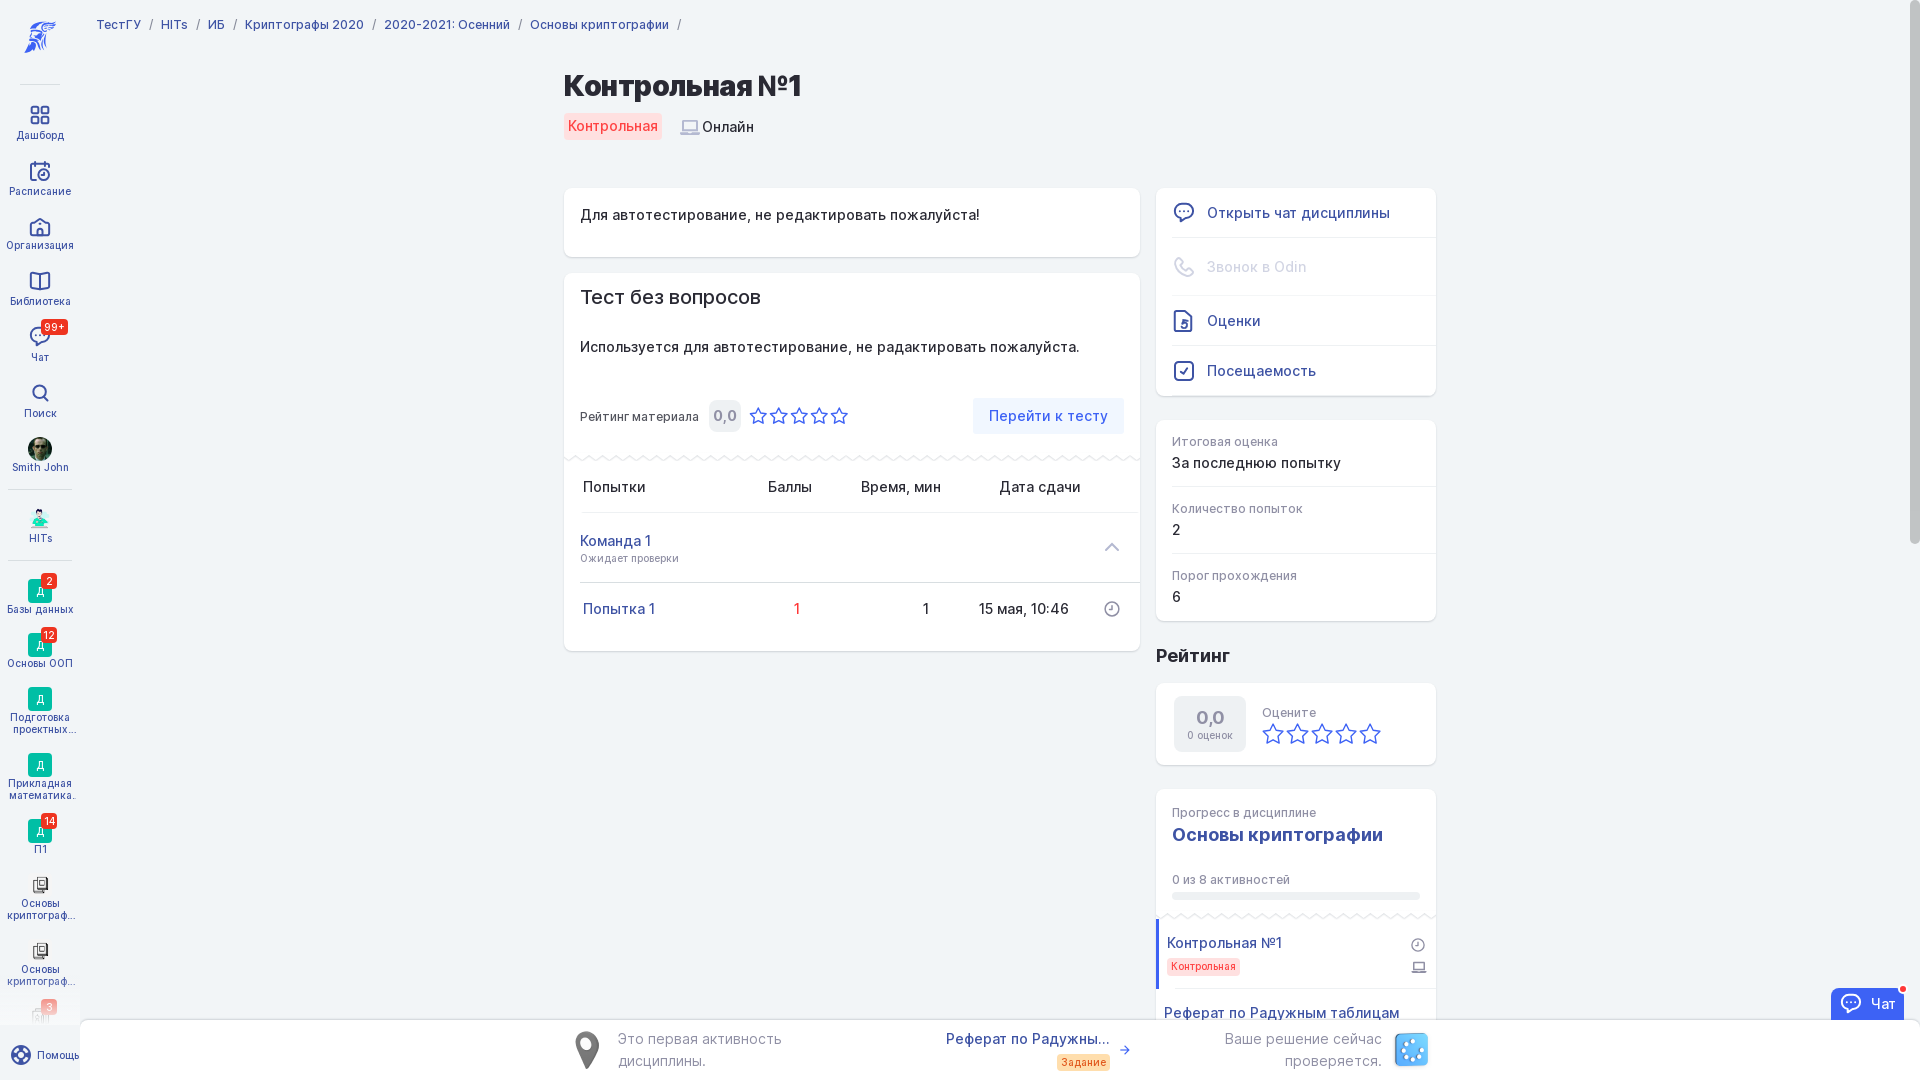 ТестГУ / HITs / ИБ / Криптографы 2020 / 2020-2021: Осенний / Основы криптографии /
Дашборд
Расписание
Организация
Библиотека
99+
Чат
Поиск
Smith John
HITs
2
Д
Базы данных
12
Д
Основы ООП
Д
Подготовка
проектных...
Д
Прикладная
математика.
14
Д
П1
Основы
криптограф...
Основы
криптограф...
3
Помощь
Контрольная №1
Контрольная
Онлайн
Для автотестирование, не редактировать пожалуйста!
Тест без вопросов
Используется для автотестирование, не радактировать пожалуйста.
Рейтинг материала 0,0
Перейти к тесту
Попытки Баллы Время, мин Дата сдачи
Команда 1
Ожидает проверки
Попытка 1 1 1 15 мая, 10:46
Открыть чат дисциплины
Звонок в Odin
Оценки
Посещаемость
Итоговая оценка
За последнюю попытку
Количество попыток
2
Порог прохождения
6
Рейтинг
0,0
0 оценок
Оцените
Прогресс в дисциплине
Основы криптографии
0 из 8 активностей
Контрольная №1
Контрольная
Реферат по Радужным таблицам
Чат
Это первая активность
дисциплины.
Реферат по Радужны...
Задание
Ваше решение сейчас
проверяется.